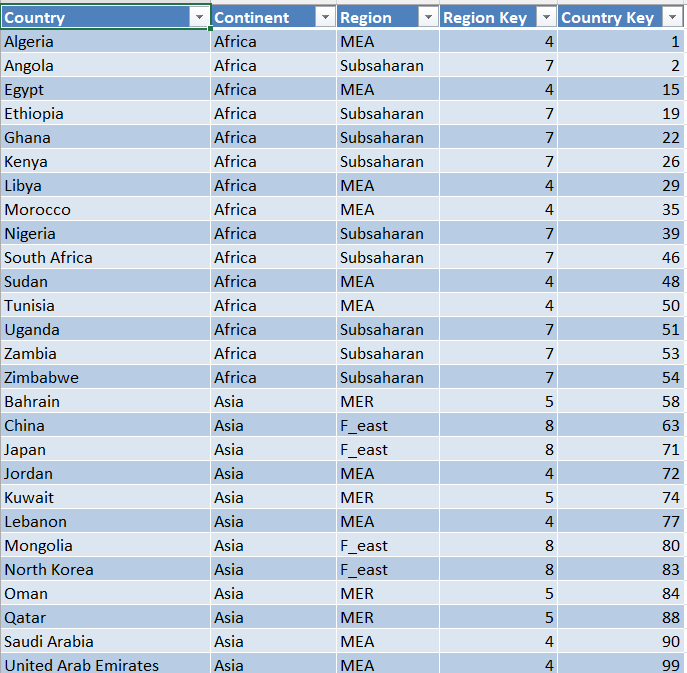 Country Continent Region Region Key Country Key
Algeria Africa MEA 4 1
Angola Africa Subsaharan 7 2
Egypt Africa MEA 4 15
Ethiopia Africa Subsaharan 7 19
Ghana Africa Subsaharan 7 22
Kenya Africa Subsaharan 7 26
Libya Africa MEA 4 29
Morocco Africa MEA 4 35
Nigeria Africa Subsaharan 7 39
South Africa Africa Subsaharan 7 46
Sudan Africa MEA 4 48
Tunisia Africa MEA 4 50
Uganda Africa Subsaharan 7 51
Zambia Africa Subsaharan 7 53
Zimbabwe Africa Subsaharan 7 54
Bahrain Asia MER 5 58
China Asia F_east 8 63
Japan Asia F_east 8 71
Jordan Asia MEA 4 72
Kuwait Asia MER 5 74
Lebanon Asia MEA 4 77
Mongolia Asia F_east 8 80
North Korea Asia F_east 8 83
Oman Asia MER 5 84
Qatar Asia MER 5 88
Saudi Arabia Asia MEA 4 90
United Arab Emirates Asia MEA 4 99